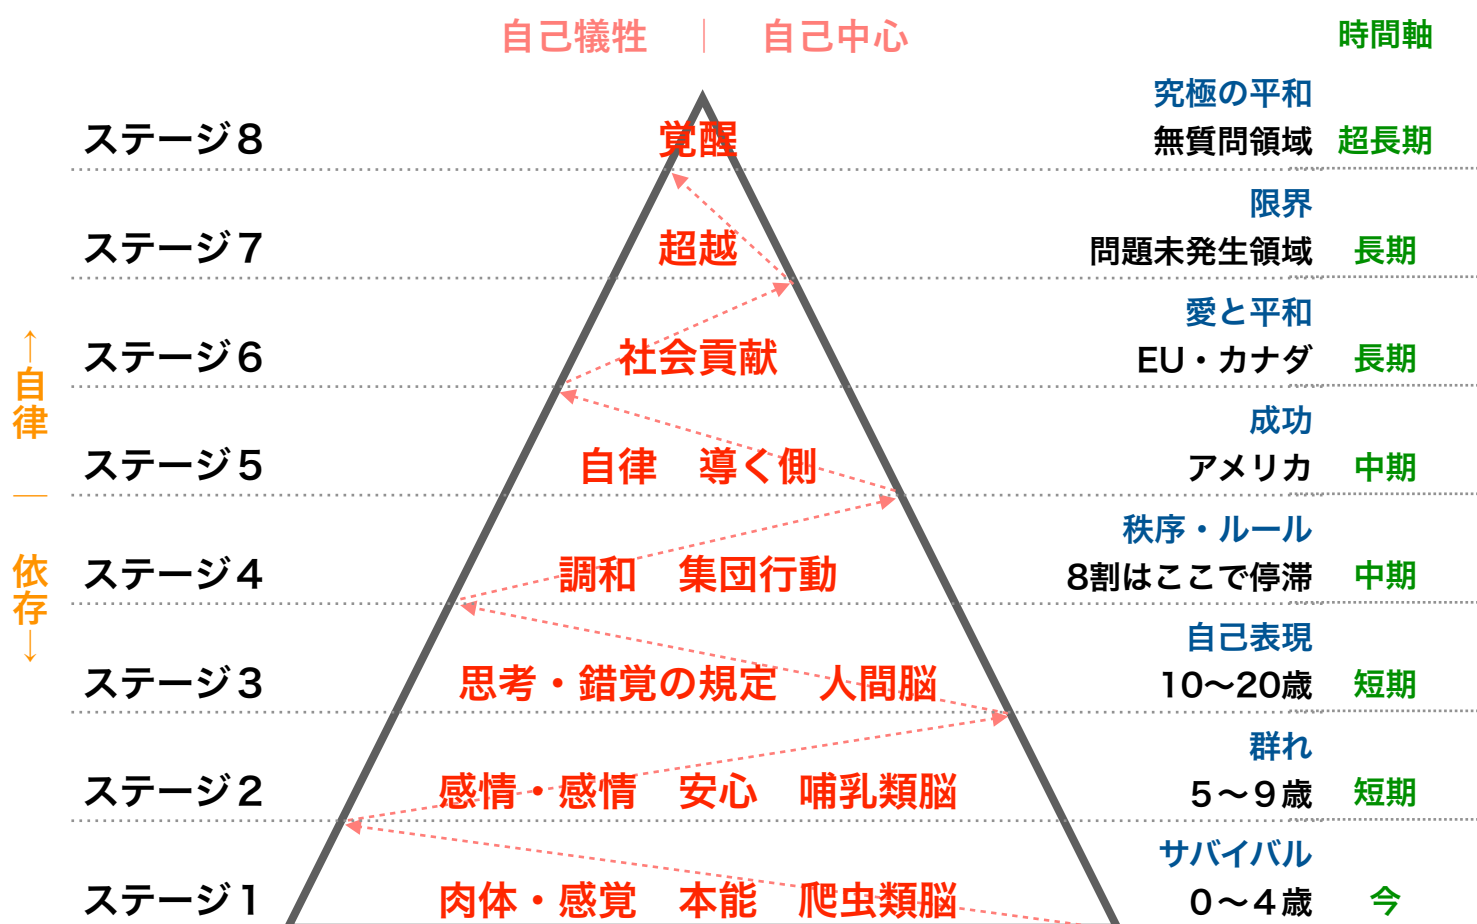 自己犠牲 ｜ 自己中心 時間軸
究極の平和
ステージ8 覚醒 無質問領域 超長期
限界
ステージ7 超越 問題未発生領域 長期
愛と平和
ステージ6 社会貢献 EU・カナダ 長期
成功
ステージ5 自律　導く側 アメリカ 中期
秩序・ルール
ステージ4 調和　集団行動 8割はここで停滞 中期
自己表現
ステージ3 思考・錯覚の規定　人間脳 10〜20歳 短期
群れ
ステージ2 感情・感情　安心　哺乳類脳 5〜9歳 短期
サバイバル
ステージ1 肉体・感覚　本能　爬虫類脳 0〜4歳 今
←自律 ｜ 依存→